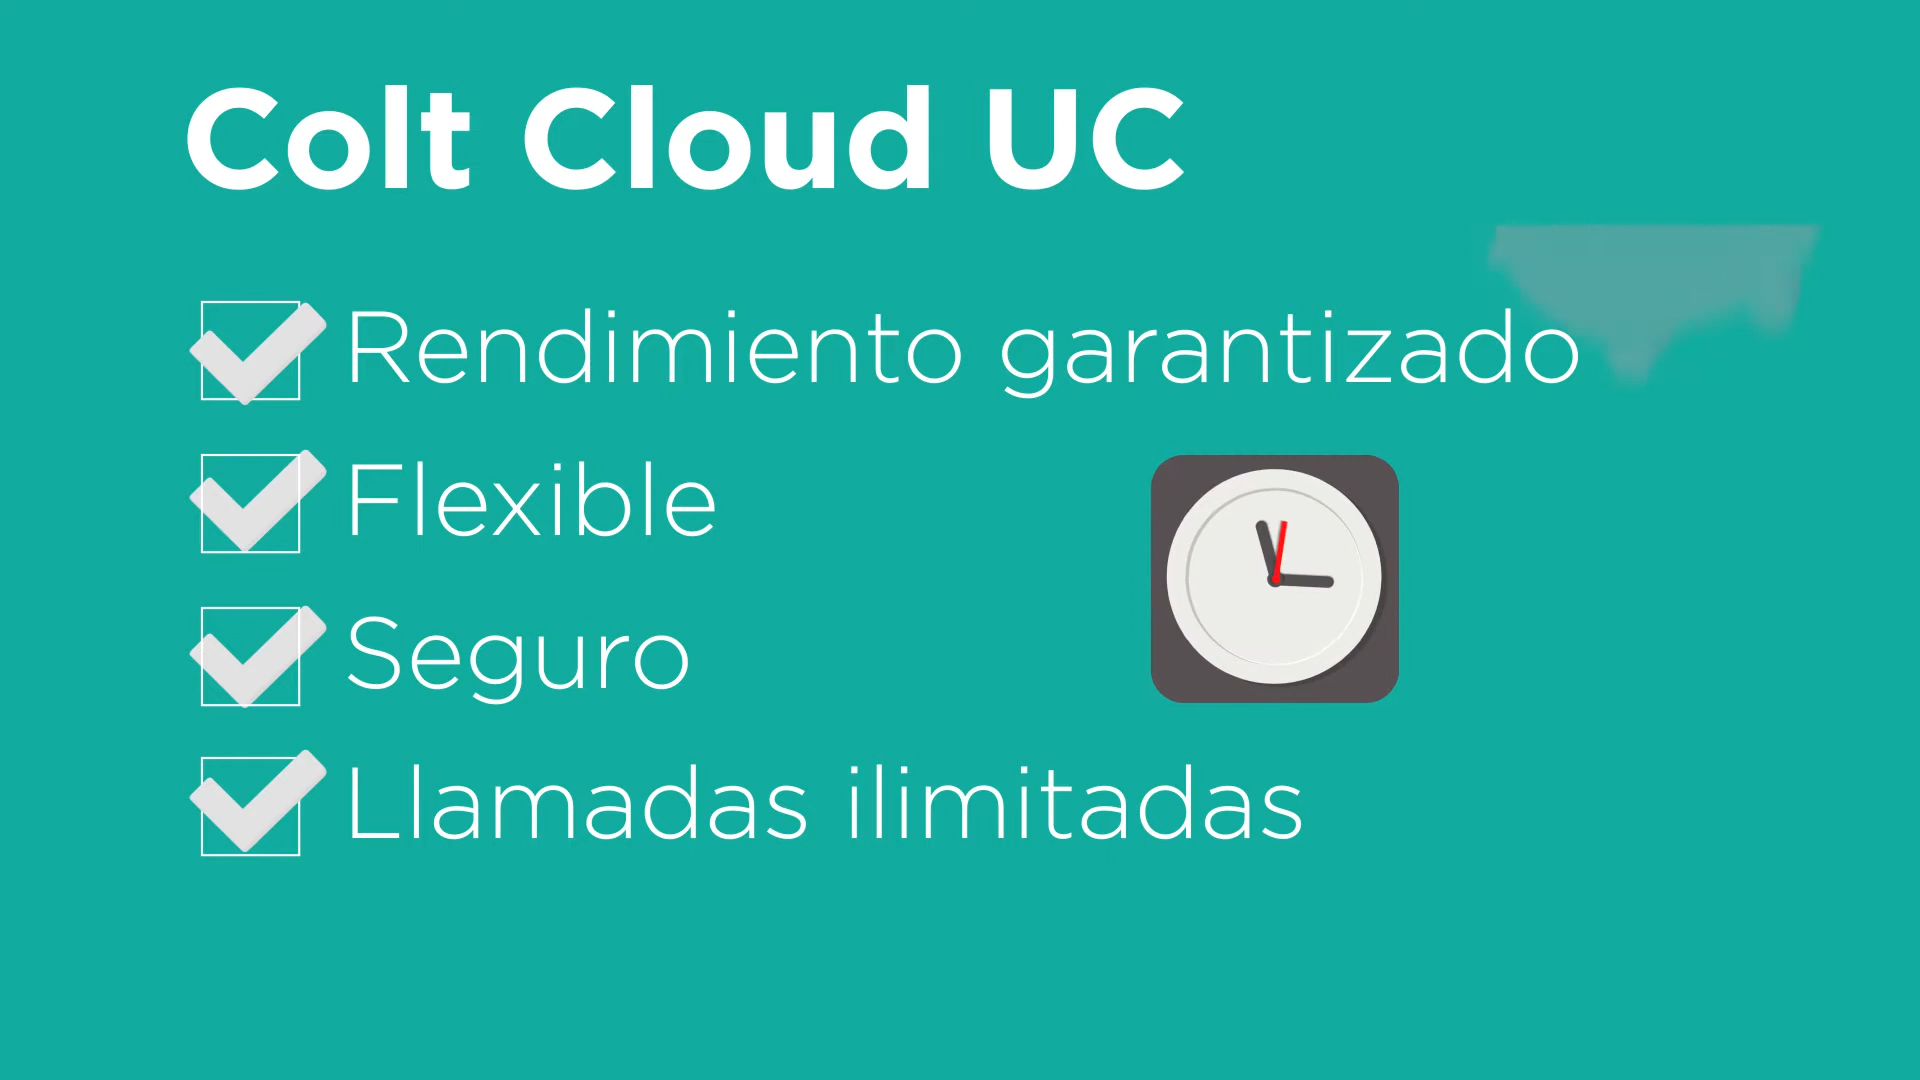 Colt Cloud UC
Rendimiento garantizado
Flexible
Seguro
Llamadas ilimitadas